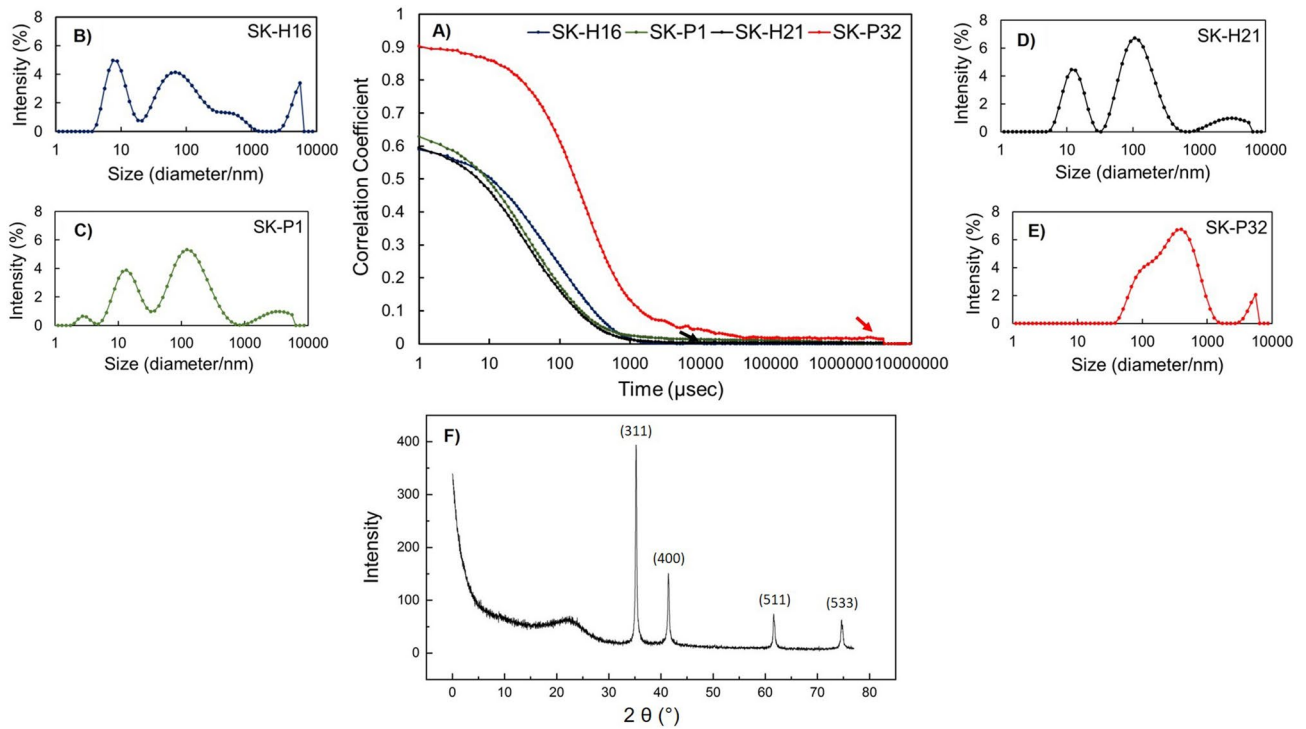 B)
SK-H16
Intensity (%)
8
6
4
2
0
1 10 100 1000 10000
Size (diameter/nm)
C)
SK-P1
Intensity (%)
8
6
4
2
0
1 10 100 1000 10000
Size (diameter/nm)
A)
SK-H16 SK-P1 SK-H21 SK-P32
Correlation Coefficient
1
0.9
0.8
0.7
0.6
0.5
0.4
0.3
0.2
0.1
0
1 10 100 1000 10000 100000 1000000 10000000
Time (µsec)
D)
SK-H21
Intensity (%)
8
6
4
2
0
1 10 100 1000 10000
Size (diameter/nm)
E)
SK-P32
Intensity (%)
8
6
4
2
0
1 10 100 1000 10000
Size (diameter/nm)
F)
(311)
(400)
(511)
(533)
Intensity
400
300
200
100
0
0 10 20 30 40 50 60 70 80
2 θ (°)